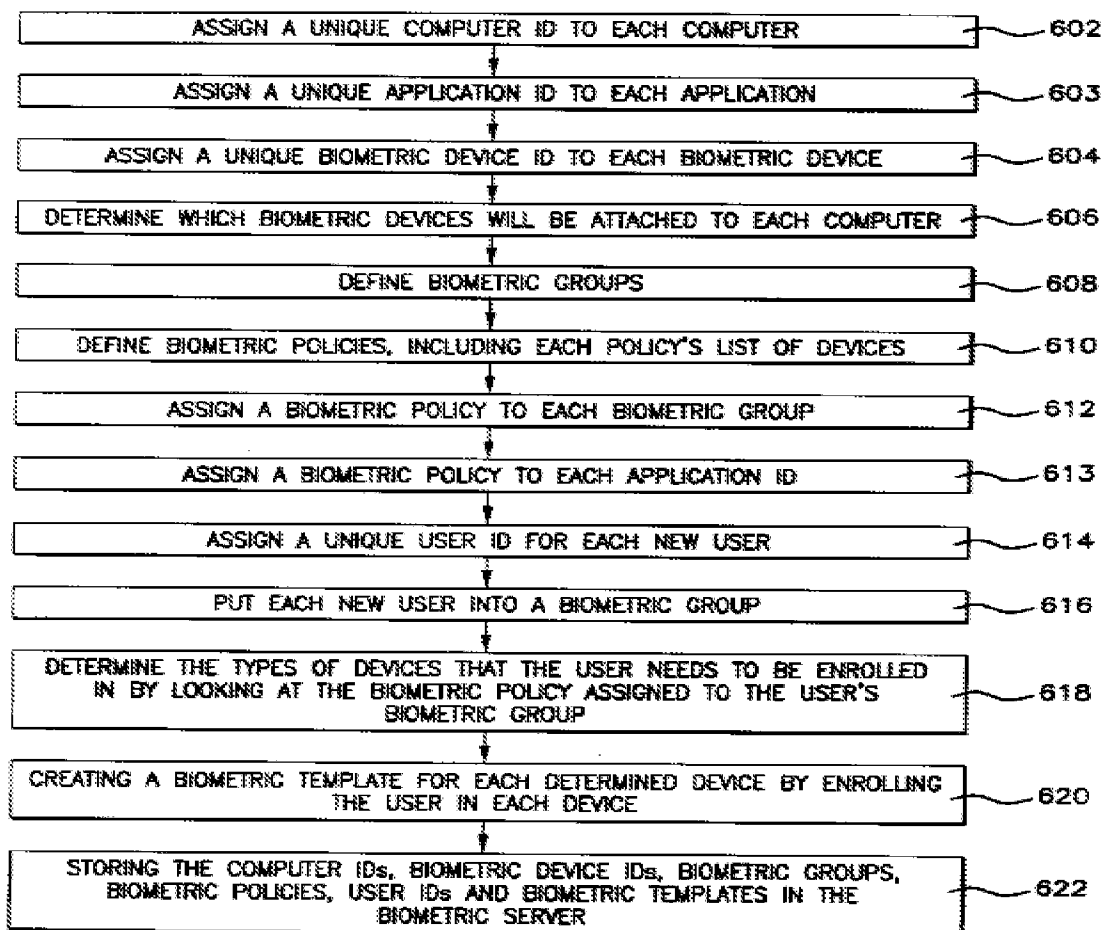 ASSIGN A UNIQUE COMPUTER ID TO EACH COMPUTER 602
ASSIGN A UNIQUE APPLICATION ID TO EACH APPLICATION 603
ASSIGN A UNIQUE BIOMETRIC DEVICE ID TO EACH BIOMETRIC DEVICE 604
DETERMINE WHICH BIOMETRIC DEVICES WILL BE ATTACHED TO EACH COMPUTER 606
DEFINE BIOMETRIC GROUPS 608
DEFINE BIOMETRIC POLICIES, INCLUDING EACH POLICY'S LIST OF DEVICES 610
ASSIGN A BIOMETRIC POLICY TO EACH BIOMETRIC GROUP 612
ASSIGN A BIOMETRIC POLICY TO EACH APPLICATION ID 613
ASSIGN A UNIQUE USER ID FOR EACH NEW USER 614
PUT EACH NEW USER INTO A BIOMETRIC GROUP 616
DETERMINE THE TYPES OF DEVICES THAT THE USER NEEDS TO BE ENROLLED
IN BY LOOKING AT THE BIOMETRIC POLICY ASSIGNED TO THE USER'S 618
BIOMETRIC GROUP
CREATING A BIOMETRIC TEMPLATE FOR EACH DETERMINED DEVICE BY ENROLLING
THE USER IN EACH DEVICE 620
STORING THE COMPUTER IDs, BIOMETRIC DEVICE IDs, BIOMETRIC GROUPS,
BIOMETRIC POLICIES, USER IDs AND BIOMETRIC TEMPLATES IN THE 622
BIOMETRIC SERVER